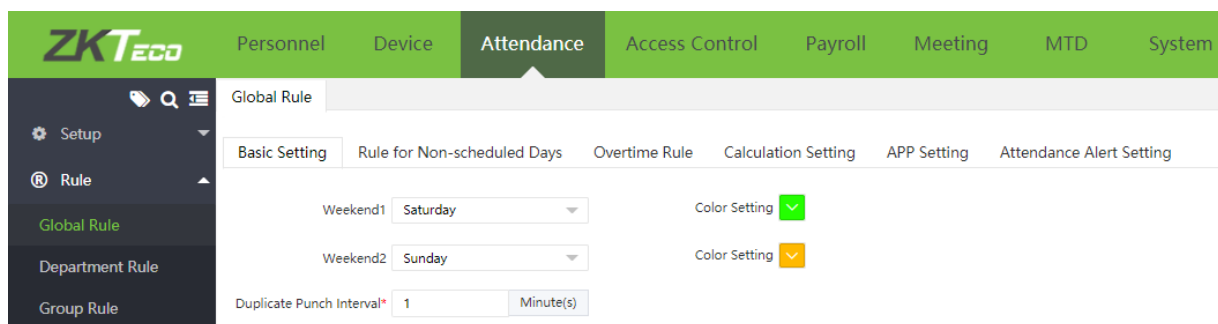 ZKTECO Personnel Device Attendance Access Control Payroll Meeting MTD System
Global Rule
Setup
Basic Setting Rule for Non-scheduled Days Overtime Rule Calculation Setting APP Setting Attendance Alert Setting
® Rule
Weekend1 Saturday Color Setting
Global Rule
Weekend2 Sunday Color Setting
Department Rule
Duplicate Punch Interval* 1 Minute(s)
Group Rule